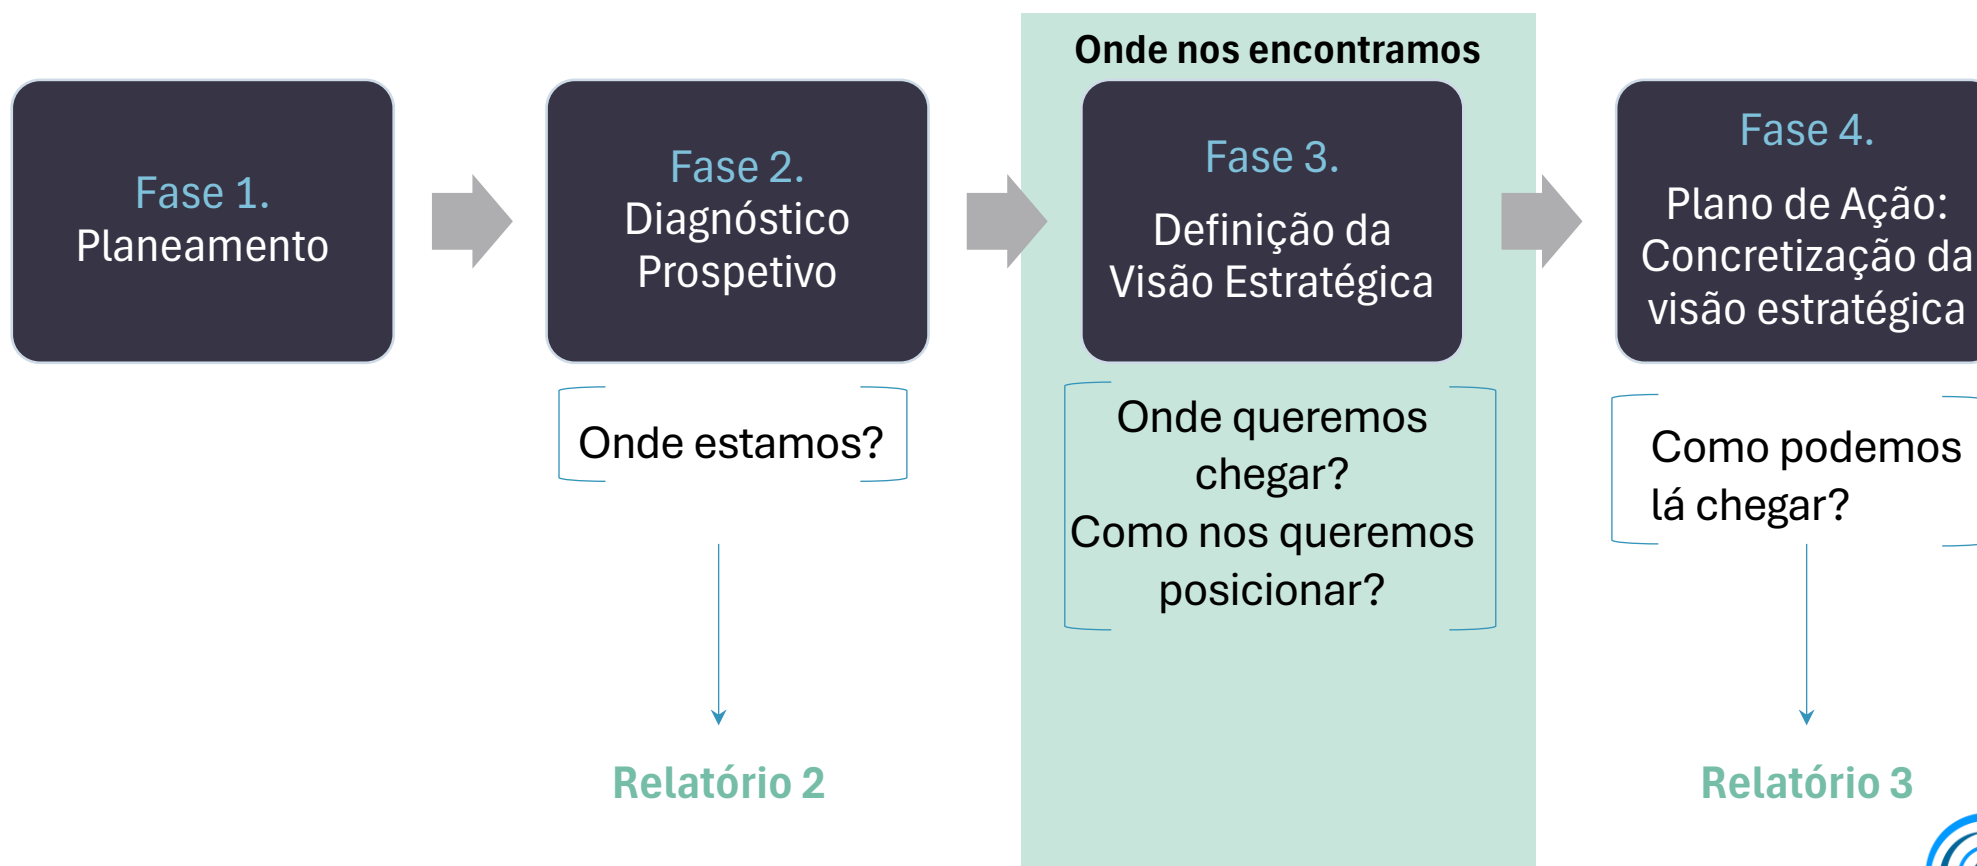 Fase 1.
Planeamento
Fase 2.
Diagnóstico
Prospetivo
Onde estamos?
Relatório 2
Onde nos encontramos
Fase 3.
Definição da
Visão Estratégica
Onde queremos
chegar?
Como nos queremos
posicionar?
Fase 4.
Plano de Ação:
Concretização da
visão estratégica
Como podemos
lá chegar?
Relatório 3